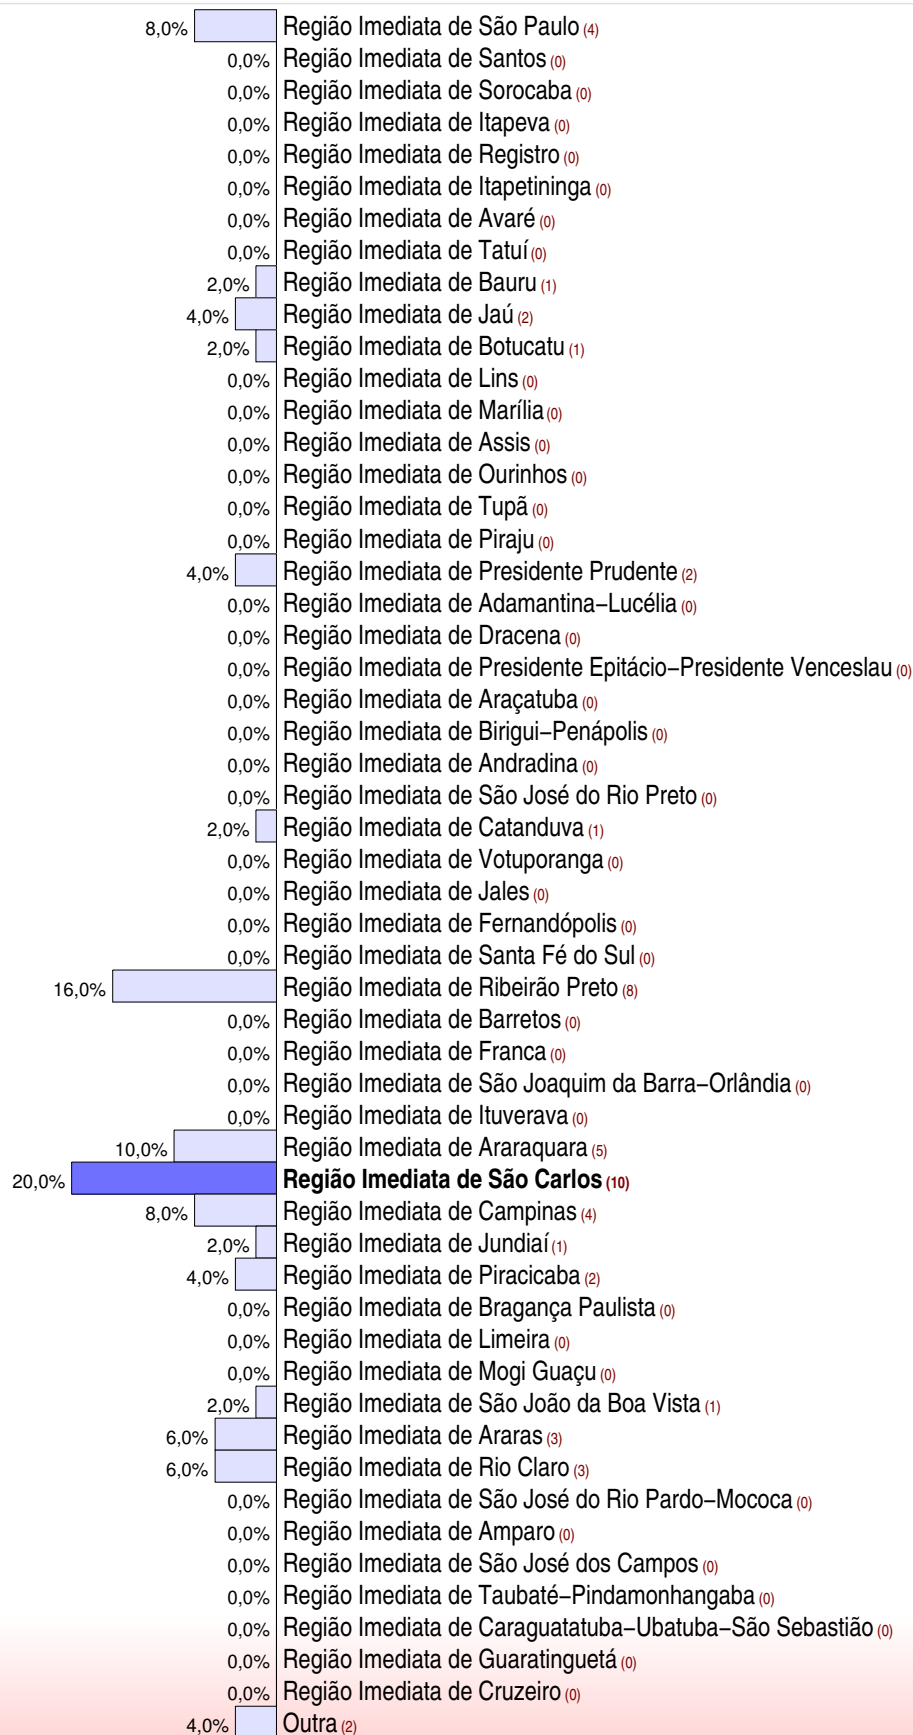 8,0% Região Imediata de São Paulo (4)
0,0% Região Imediata de Santos (0)
0,0% Região Imediata de Sorocaba (0)
0,0% Região Imediata de Itapeva (0)
0,0% Região Imediata de Registro (0)
0,0% Região Imediata de Itapetininga (0)
0,0% Região Imediata de Avaré (0)
0,0% Região Imediata de Tatuí (0)
2,0% Região Imediata de Bauru (1)
4,0% Região Imediata de Jaú (2)
2,0% Região Imediata de Botucatu (1)
0,0% Região Imediata de Lins (0)
0,0% Região Imediata de Marília (0)
0,0% Região Imediata de Assis (0)
0,0% Região Imediata de Ourinhos (0)
0,0% Região Imediata de Tupã (0)
0,0% Região Imediata de Piraju (0)
4,0% Região Imediata de Presidente Prudente (2)
0,0% Região Imediata de Adamantina−Lucélia (0)
0,0% Região Imediata de Dracena (0)
0,0% Região Imediata de Presidente Epitácio−Presidente Venceslau (0)
0,0% Região Imediata de Araçatuba (0)
0,0% Região Imediata de Birigui−Penápolis (0)
0,0% Região Imediata de Andradina (0)
0,0% Região Imediata de São José do Rio Preto (0)
2,0% Região Imediata de Catanduva (1)
0,0% Região Imediata de Votuporanga (0)
0,0% Região Imediata de Jales (0)
0,0% Região Imediata de Fernandópolis (0)
0,0% Região Imediata de Santa Fé do Sul (0)
16,0% Região Imediata de Ribeirão Preto (8)
0,0% Região Imediata de Barretos (0)
0,0% Região Imediata de Franca (0)
0,0% Região Imediata de São Joaquim da Barra−Orlândia (0)
0,0% Região Imediata de Ituverava (0)
10,0% Região Imediata de Araraquara (5)
20,0% Região Imediata de São Carlos (10)
8,0% Região Imediata de Campinas (4)
2,0% Região Imediata de Jundiaí (1)
4,0% Região Imediata de Piracicaba (2)
0,0% Região Imediata de Bragança Paulista (0)
0,0% Região Imediata de Limeira (0)
0,0% Região Imediata de Mogi Guaçu (0)
2,0% Região Imediata de São João da Boa Vista (1)
6,0% Região Imediata de Araras (3)
6,0% Região Imediata de Rio Claro (3)
0,0% Região Imediata de São José do Rio Pardo−Mococa (0)
0,0% Região Imediata de Amparo (0)
0,0% Região Imediata de São José dos Campos (0)
0,0% Região Imediata de Taubaté−Pindamonhangaba (0)
0,0% Região Imediata de Caraguatatuba−Ubatuba−São Sebastião (0)
0,0% Região Imediata de Guaratinguetá (0)
0,0% Região Imediata de Cruzeiro (0)
4,0% Outra (2)